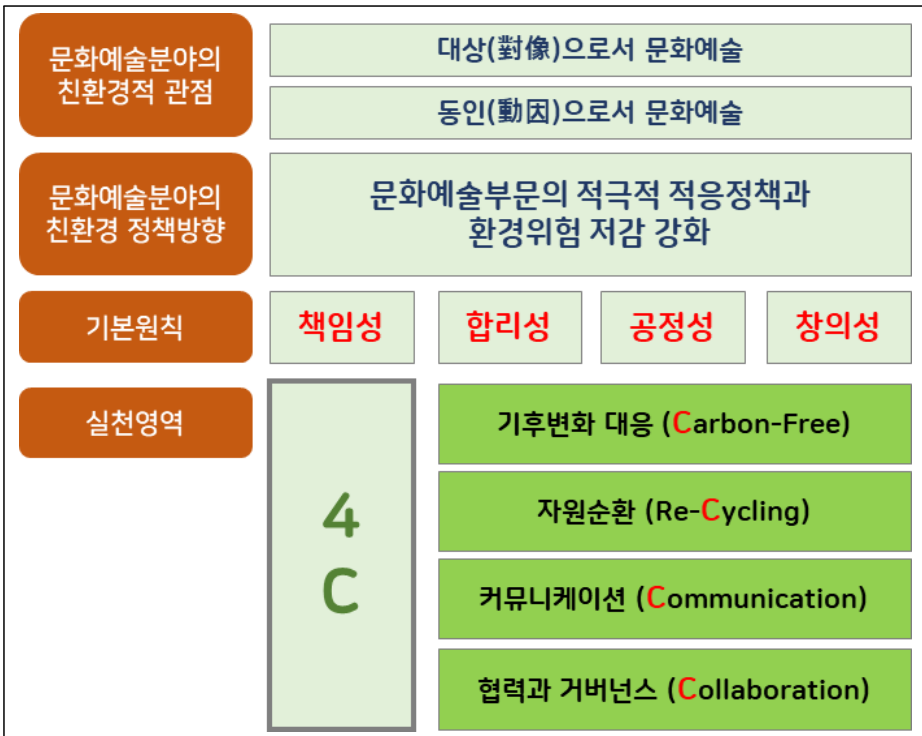 문화예술분야의
친환경적 관점
대상(對像)으로서 문화예술
동인(動因)으로서 문화예술
문화예술분야의
친환경 정책방향
문화예술부문의 적극적 적응정책과
환경위험 저감 강화
기본원칙
책임성
합리성
공정성
창의성
실천영역
4
C
기후변화 대응 (Carbon-Free)
자원순환 (Re-Cycling)
커뮤니케이션 (Communication)
협력과 거버넌스 (Collaboration)